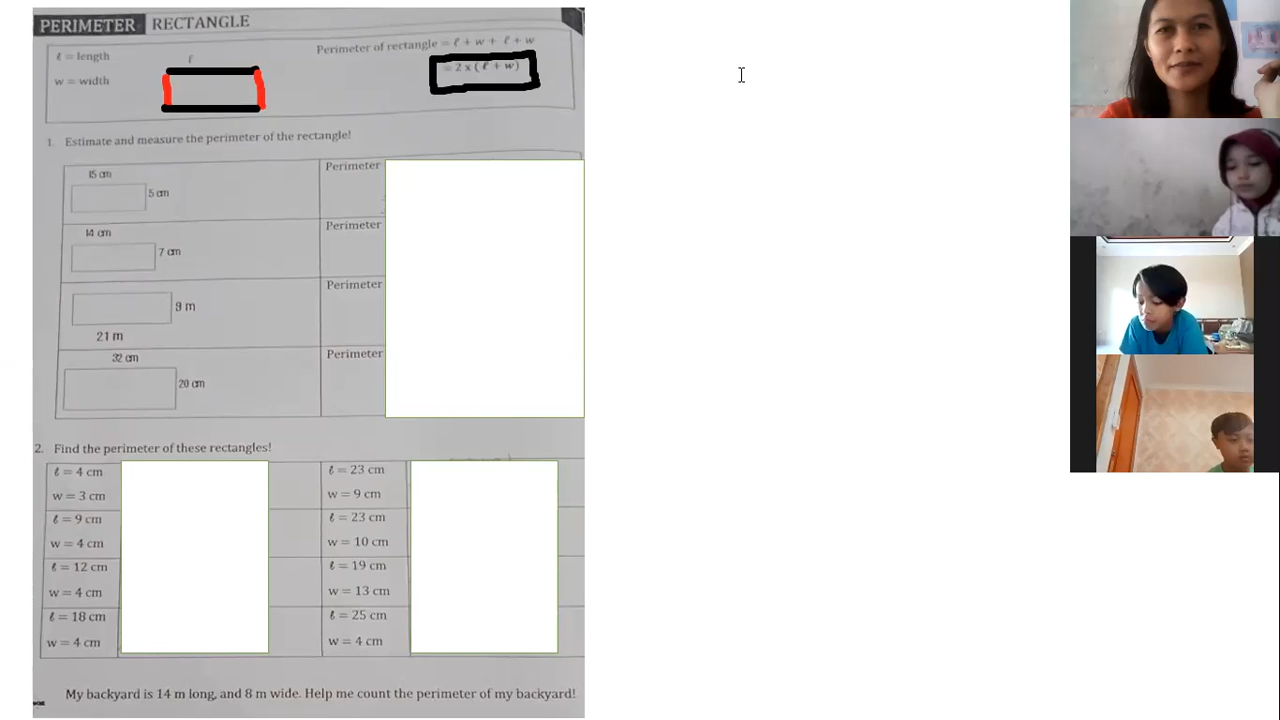 PERIMETER RECTANGLE
ℓ = length
ℓ
Perimeter of rectangle = ℓ + w + ℓ + w
w = width
= 2 x ( ℓ + w)
1. Estimate and measure the perimeter of the rectangle!
15 cm
5 cm
Perimeter
14 cm
7 cm
Perimeter
9 m
21 m
Perimeter
32 cm
20 cm
Perimeter
2. Find the perimeter of these rectangles!
ℓ = 4 cm
w = 3 cm
ℓ = 9 cm
w = 4 cm
ℓ = 12 cm
w = 4 cm
ℓ = 18 cm
w = 4 cm
ℓ = 23 cm
w = 9 cm
ℓ = 23 cm
w = 10 cm
ℓ = 19 cm
w = 13 cm
ℓ = 25 cm
w = 4 cm
My backyard is 14 m long, and 8 m wide. Help me count the perimeter of my backyard!